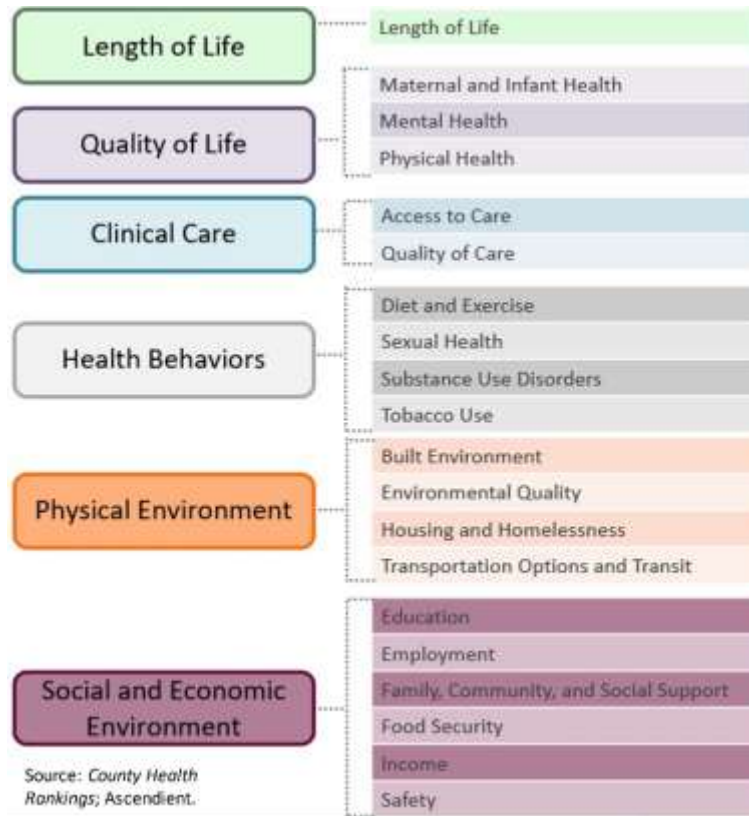 Length of Life
Length of Life
Quality of Life
Maternal and Infant Health
Mental Health
Physical Health
Clinical Care
Access to Care
Quality of Care
Health Behaviors
Diet and Exercise
Sexual Health
Substance Use Disorders
Tobacco Use
Physical Environment
Built Environment
Environmental Quality
Housing and Homelessness
Transportation Options and Transit
Social and Economic
Environment
Education
Employment
Family, Community, and Social Support
Food Security
Income
Safety
Source: County Health
Rankings; Ascendient.